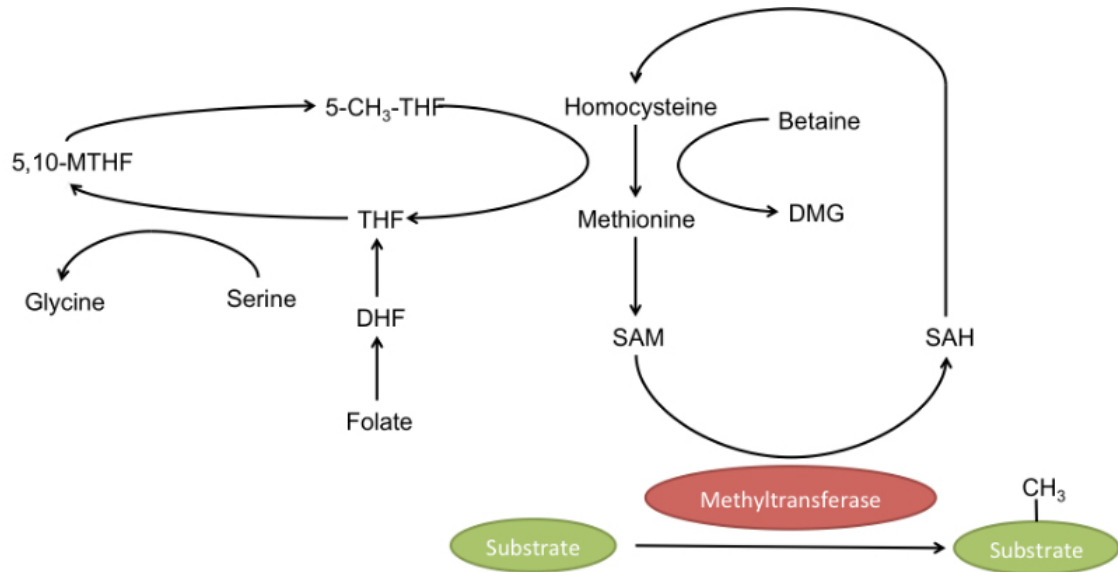 5-CH₃-THF
Homocysteine
Betaine
5,10-MTHF
THF
Methionine
DMG
Glycine
Serine
DHF
SAM
SAH
Folate
Methyltransferase
CH₃
Substrate
Substrate